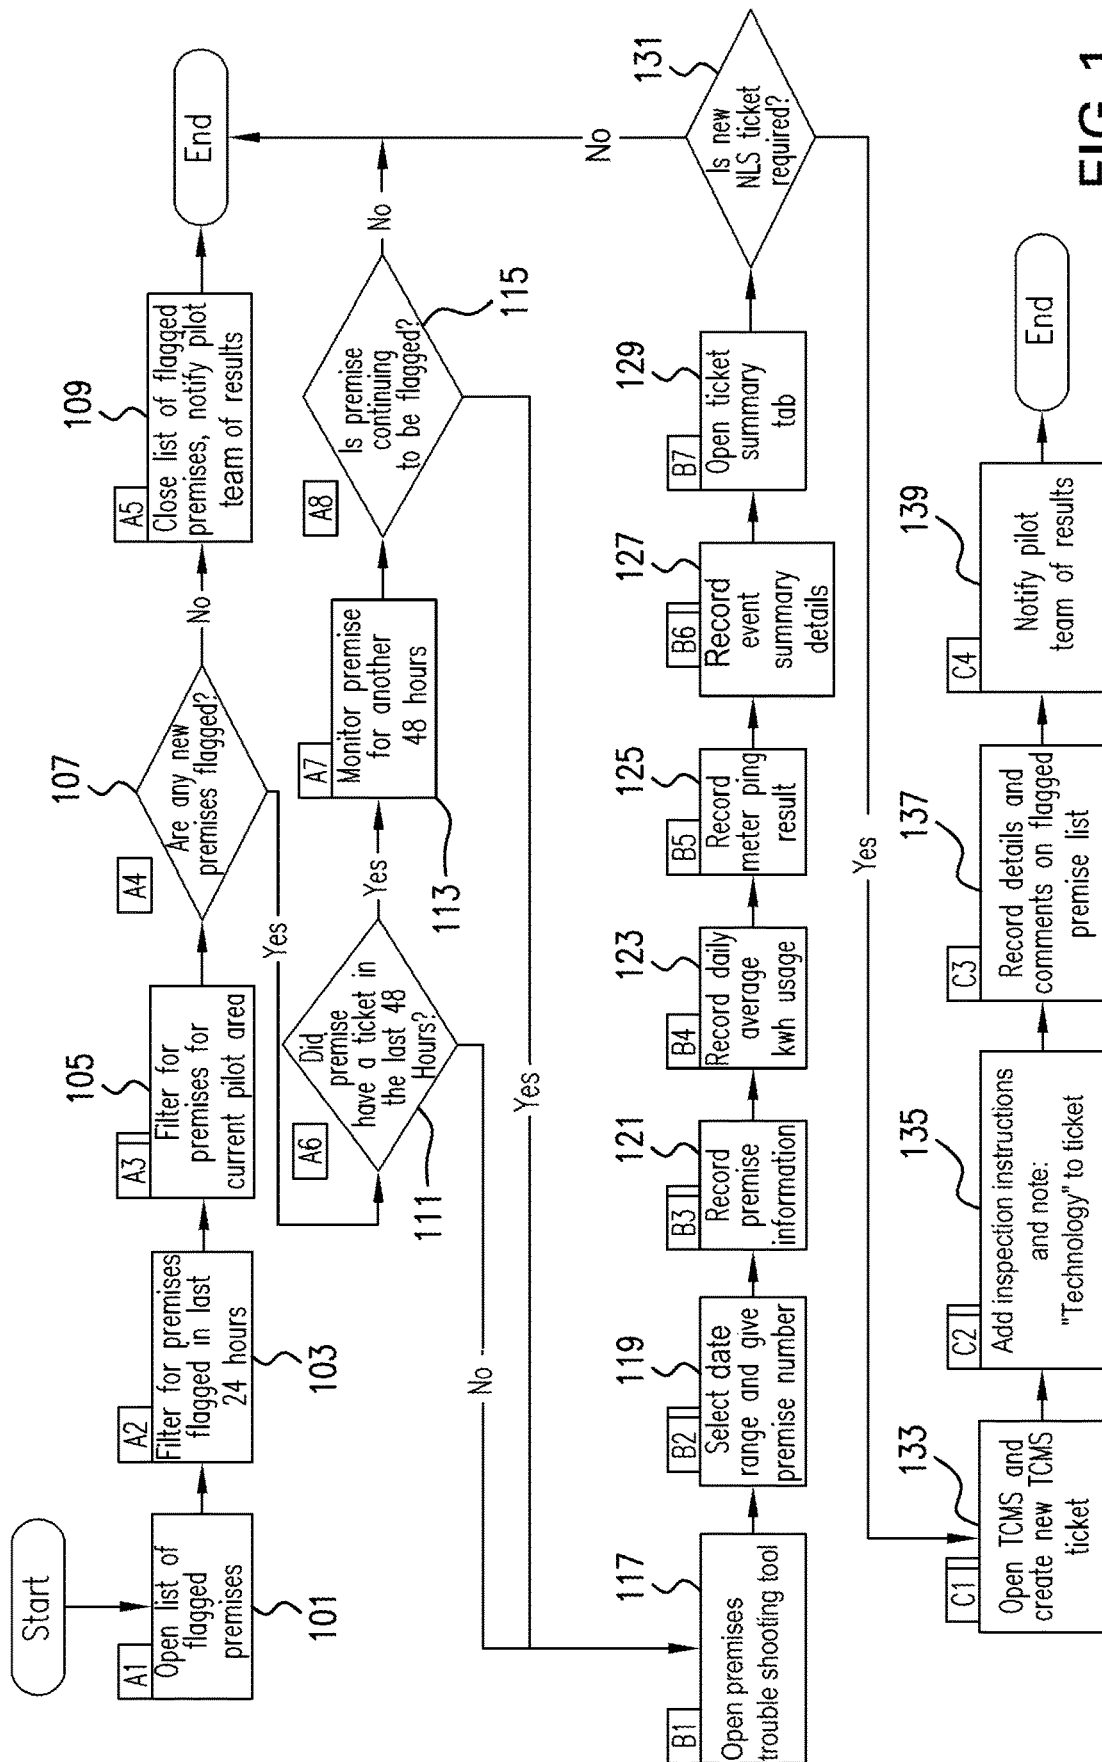 Start
A1
Open list of
flagged
premises
101
A2
Filter for premises
flagged in last
24 hours
103
A3
Filter for
premises for
current pilot area
105
A4
Are any new
premises flagged?
107
No
Yes
A5
Close list of flagged
premises, notify pilot
team of results
109
End
A6
Did
premise
have a ticket in
the last 48
Hours?
111
Yes
No
A7
Monitor premise
for another
48 hours
113
A8
Is premise
continuing
to be flagged?
115
No
Yes
B1
Open premises
trouble shooting tool
117
B2
Select date
range and give
premise number
119
B3
Record
premise
information
121
B4
Record daily
average
kwh usage
123
B5
Record
meter ping
result
125
B6
Record
event
summary
details
127
B7
Open ticket
summary
tab
129
Is new
NLS ticket
required?
131
No
Yes
C1
Open TCMS and
create new TCMS
ticket
133
C2
Add inspection instructions
and note:
"Technology" to ticket
135
C3
Record details and
comments on flagged
premise list
137
C4
Notify pilot
team of results
139
End
FIG. 1